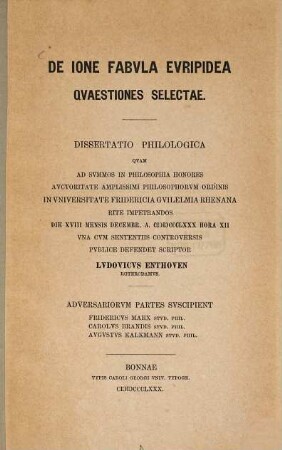 DE IONE FABVLA EVRIPIDEA
QVAESTIONES SELECTAE.
DISSERTATIO PHILOLOGICA
QVAM
AD SVMMOS IN PHILOSOPHIA HONORES
AVCTORITATE AMPLISSIMI PHILOSOPHORVM ORDINIS
IN VNIVERSITATE FRIDERICIA GVILELMIA RHENANA
RITE IMPETRANDOS
DIE XVIII MENSIS DECEMBR. A. CIƆIƆCCCLXXX HORA XII
VNA CVM SENTENTIIS CONTROVERSIS
PVBLICE DEFENDET SCRIPTOR
LVDOVICVS ENTHOVEN
ROTERODAMVS.
ADVERSARIORVM PARTES SVSCIPIENT
FRIDERICVS MARX STVD. PHIL.
CAROLVS BRANDIS STVD. PHIL.
AVGVSTVS KALKMANN STVD. PHIL.
BONNAE
TYPIS CAROLI GEORGI VNIV. TYPOGR.
CIƆIƆCCCLXXX.